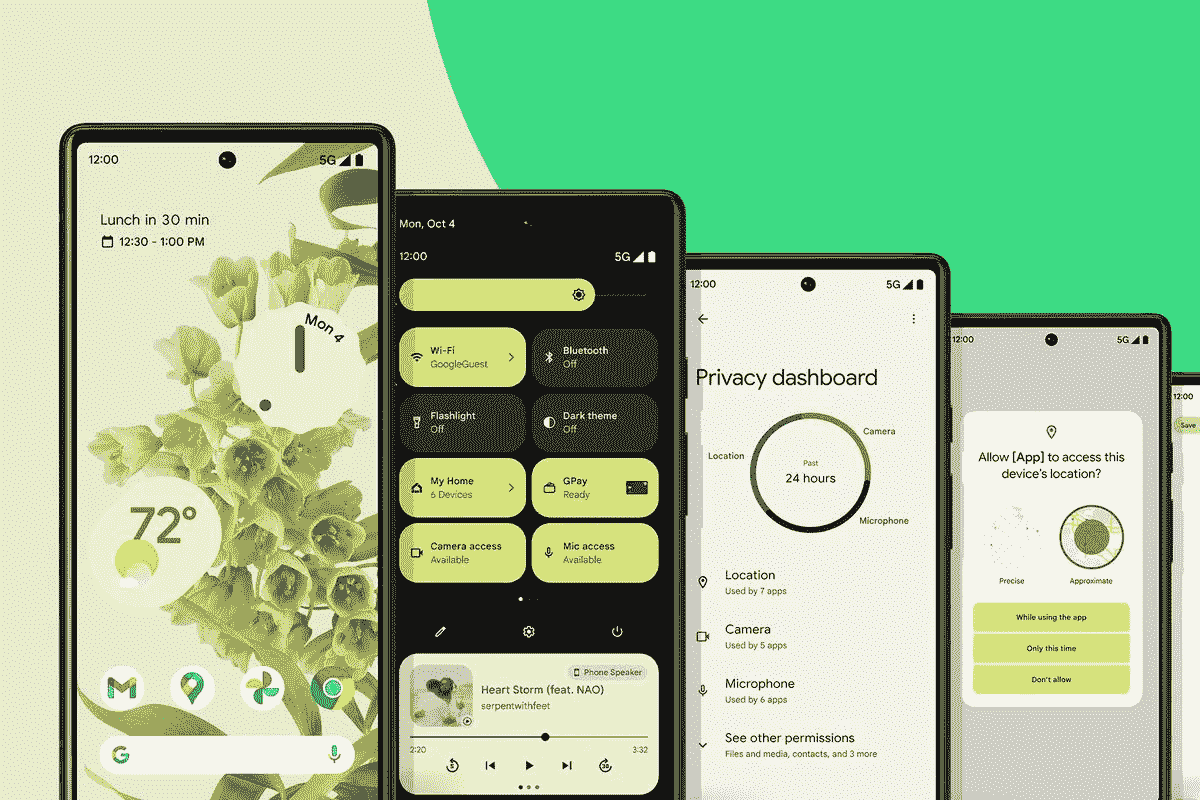 12:00
5G
Lunch in 30 min
12:30 - 1:00 PM
Mon 4
72°
G
Mon, Oct 4
12:00
5G
Wi-Fi
GoogleGuest
Bluetooth
Off
Flashlight
Off
Dark theme
Off
My Home
6 Devices
GPay
Ready
Camera access
Available
Mic access
Available
Phone Speaker
Heart Storm (feat. NAO)
serpentwithfeet
2:20
3:32
5
30
12:00
5G
Privacy dashboard
Camera
Location
Past
24 hours
Microphone
Location
Used by 7 apps
Camera
Used by 5 apps
Microphone
Used by 6 apps
See other permissions
Files and media, contacts, and 3 more
12:00
5G
Allow [App] to access this
device's location?
Precise
Approximate
While using the app
Only this time
Don't allow
12:00
Save